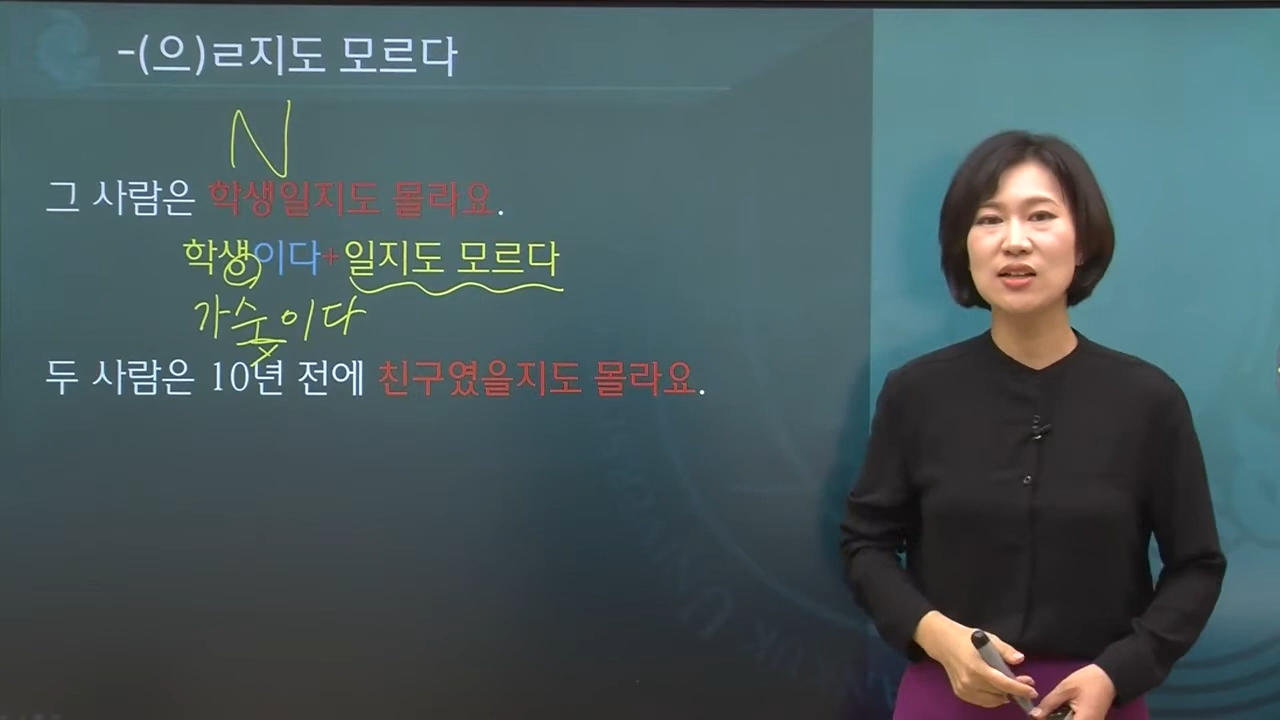 -(으)ㄹ지도 모르다
N
그 사람은 학생일지도 몰라요.
학생이다+일지도 모르다
가수이다
두 사람은 10년 전에 친구였을지도 몰라요.